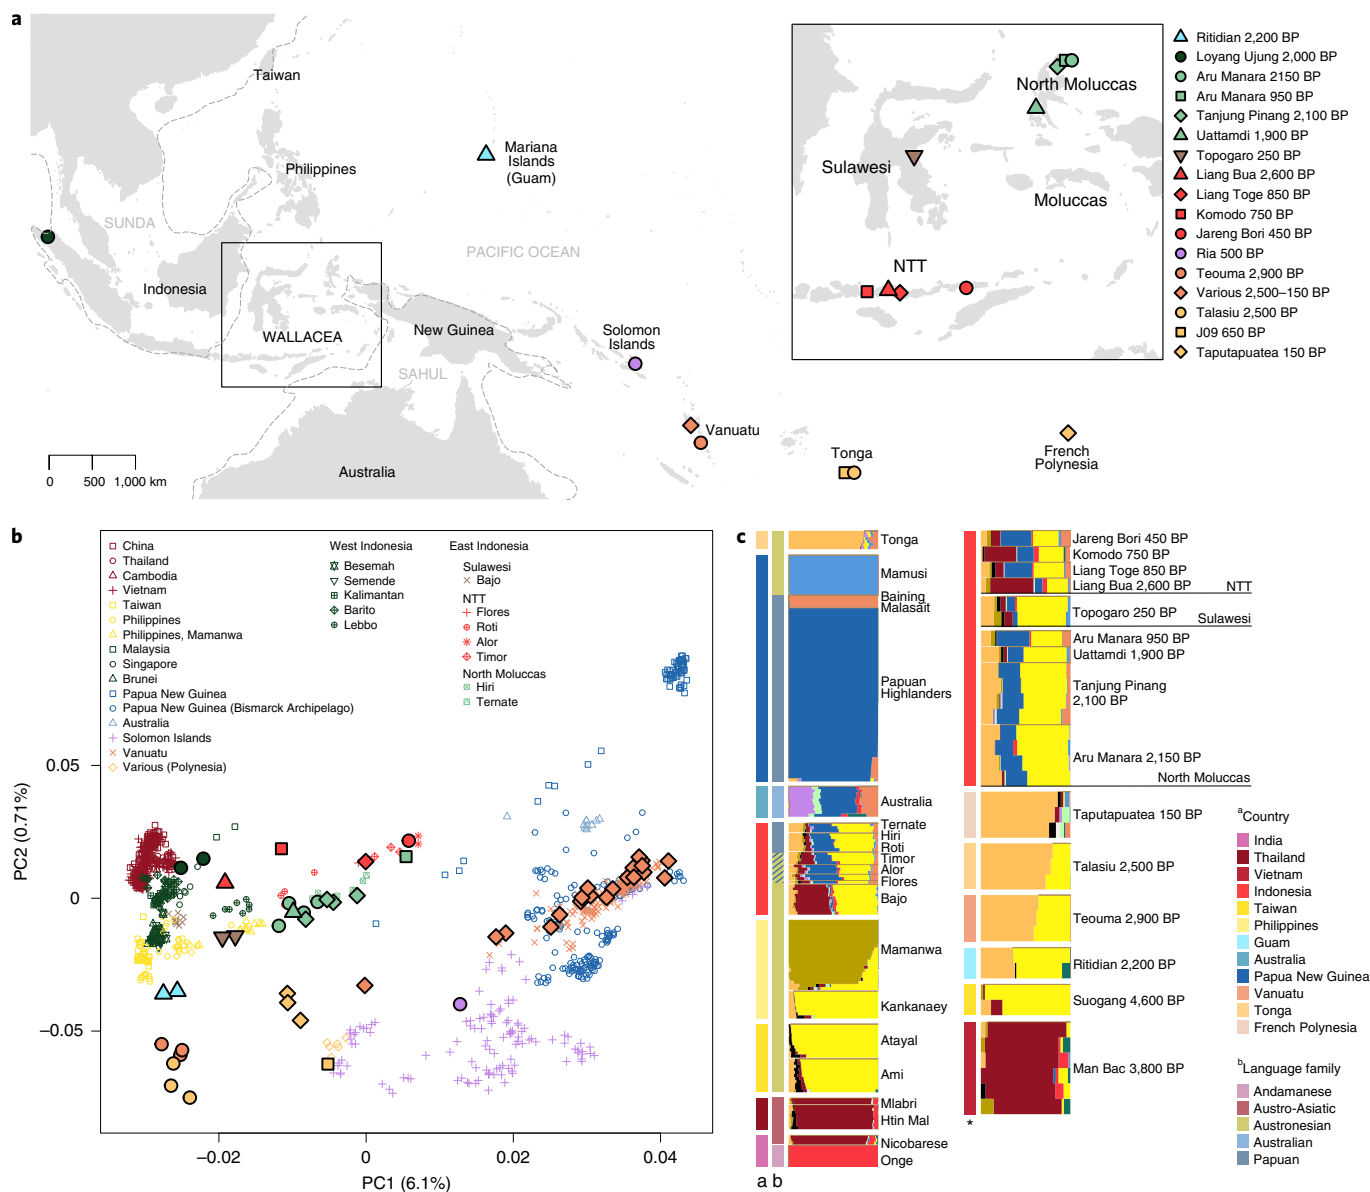 a
Taiwan
Philippines
Mariana
Islands
(Guam)
SUNDA
PACIFIC OCEAN
Indonesia
WALLACEA
New Guinea
SAHUL
Solomon
Islands
Vanuatu
Australia
Tonga
French
Polynesia
0 500 1,000 km
North Moluccas
Sulawesi
Moluccas
NTT
Ritidian 2,200 BP
Loyang Ujung 2,000 BP
Aru Manara 2150 BP
Aru Manara 950 BP
Tanjung Pinang 2,100 BP
Uattamdi 1,900 BP
Topogaro 250 BP
Liang Bua 2,600 BP
Liang Toge 850 BP
Komodo 750 BP
Jareng Bori 450 BP
Ria 500 BP
Teouma 2,900 BP
Various 2,500–150 BP
Talasiu 2,500 BP
J09 650 BP
Taputapuatea 150 BP
b
China
Thailand
Cambodia
Vietnam
Taiwan
Philippines
Philippines, Mamanwa
Malaysia
Singapore
Brunei
Papua New Guinea
Papua New Guinea (Bismarck Archipelago)
Australia
Solomon Islands
Vanuatu
Various (Polynesia)
West Indonesia
Besemah
Semende
Kalimantan
Barito
Lebbo
East Indonesia
Sulawesi
Bajo
NTT
Flores
Roti
Alor
Timor
North Moluccas
Hiri
Ternate
PC2 (0.71%)
0.05
0
−0.05
−0.02
0
0.02
0.04
PC1 (6.1%)
c
Tonga
Mamusi
Baining
Malasait
Papuan
Highlanders
Australia
Ternate
Hiri
Roti
Timor
Alor
Flores
Bajo
Mamanwa
Kankanaey
Atayal
Ami
Mlabri
Htin Mal
Nicobarese
Onge
a b
Jareng Bori 450 BP
Komodo 750 BP
Liang Toge 850 BP
Liang Bua 2,600 BP
NTT
Topogaro 250 BP
Sulawesi
Aru Manara 950 BP
Uattamdi 1,900 BP
Tanjung Pinang
2,100 BP
Aru Manara 2,150 BP
North Moluccas
Taputapuatea 150 BP
Talasiu 2,500 BP
Teouma 2,900 BP
Ritidian 2,200 BP
Suogang 4,600 BP
Man Bac 3,800 BP
*
aCountry
India
Thailand
Vietnam
Indonesia
Taiwan
Philippines
Guam
Australia
Papua New Guinea
Vanuatu
Tonga
French Polynesia
bLanguage family
Andamanese
Austro-Asiatic
Austronesian
Australian
Papuan